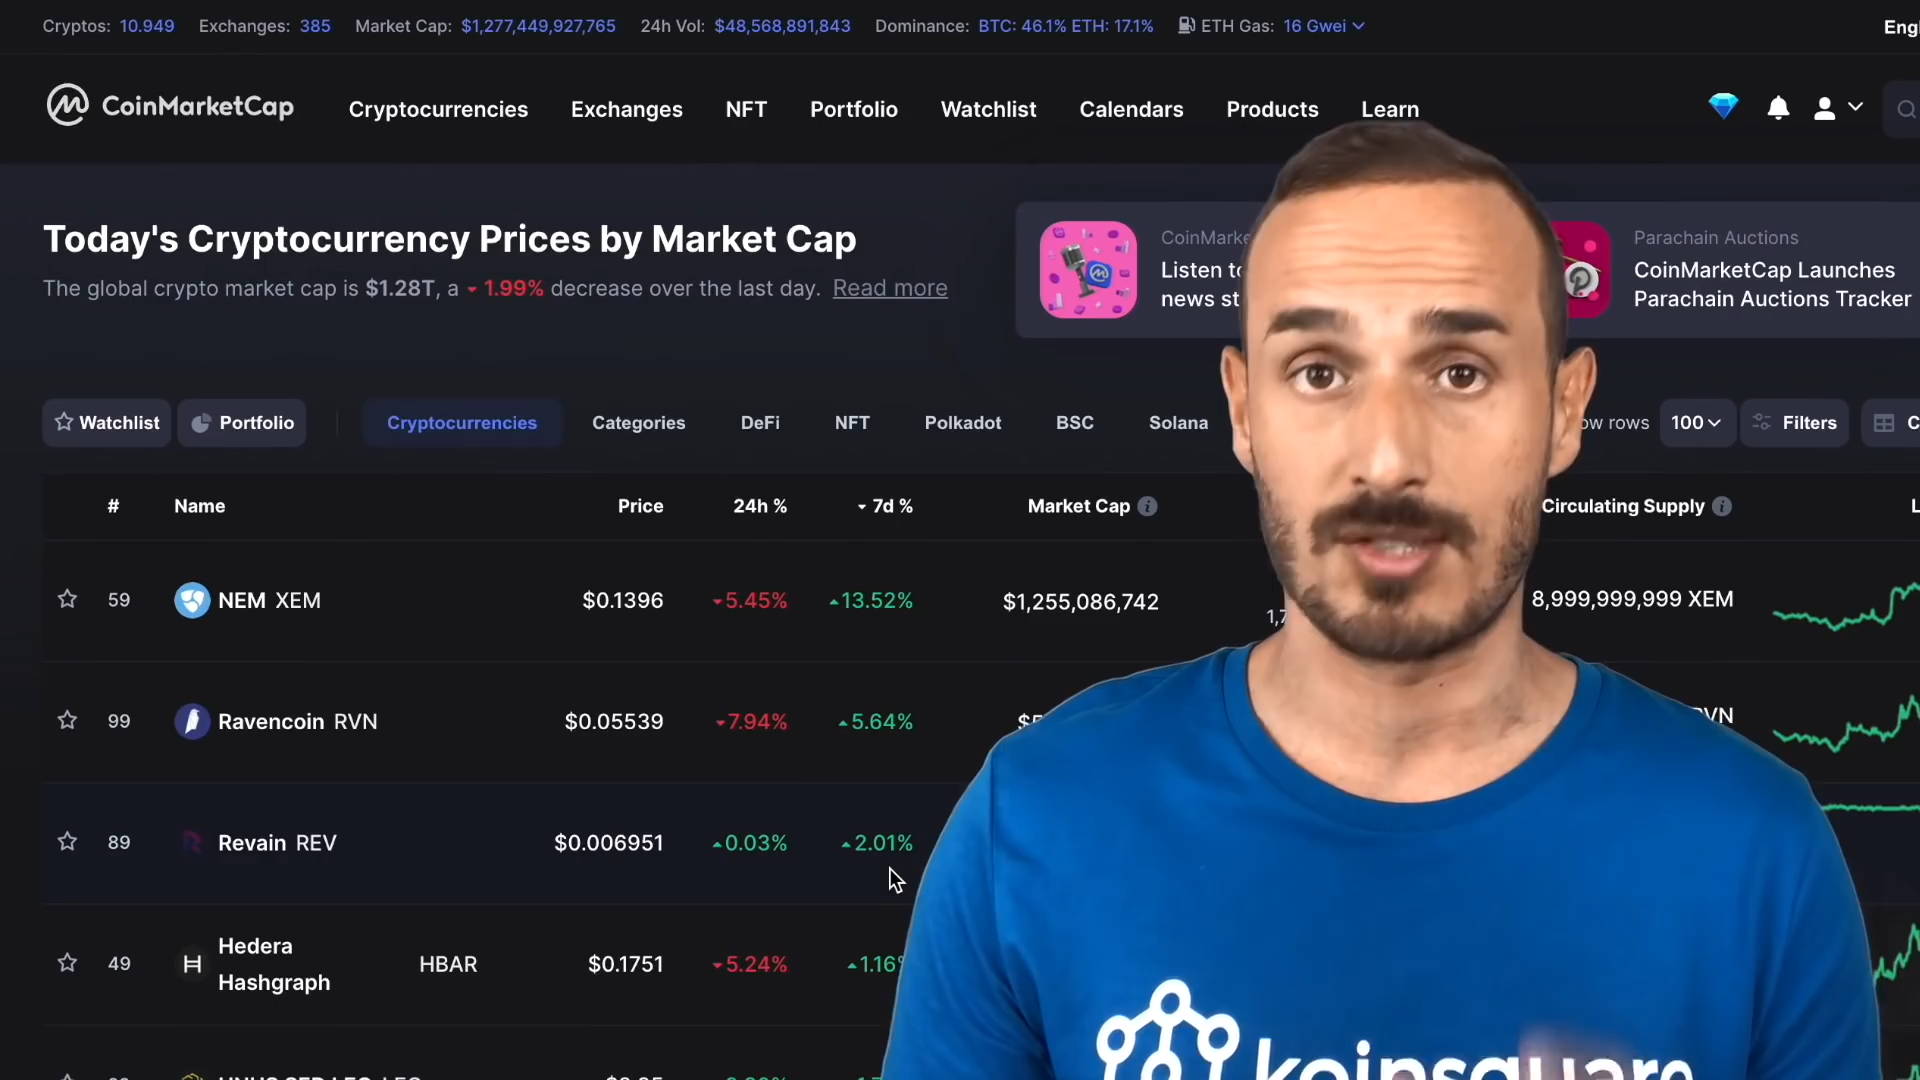 Cryptos: 10.949 Exchanges: 385 Market Cap: $1,277,449,927,765 24h Vol: $48,568,891,843 Dominance: BTC: 46.1% ETH: 17.1% ETH Gas: 16 Gwei
CoinMarketCap Cryptocurrencies Exchanges NFT Portfolio Watchlist Calendars Products Learn
Today's Cryptocurrency Prices by Market Cap
The global crypto market cap is $1.28T, a 1.99% decrease over the last day. Read more
Listen
news
Parachain Auctions
CoinMarketCap Launches
Parachain Auctions Tracker
Watchlist Portfolio Cryptocurrencies Categories DeFi NFT Polkadot BSC Solana rows 100 Filters
# Name Price 24h % 7d % Market Cap Circulating Supply
59 NEM XEM $0.1396 5.45% 13.52% $1,255,086,742 8,999,999,999 XEM
99 Ravencoin RVN $0.05539 7.94% 5.64%
89 Revain REV $0.006951 0.03% 2.01%
49 Hedera Hashgraph HBAR $0.1751 5.24% 1.16%
koinsquare